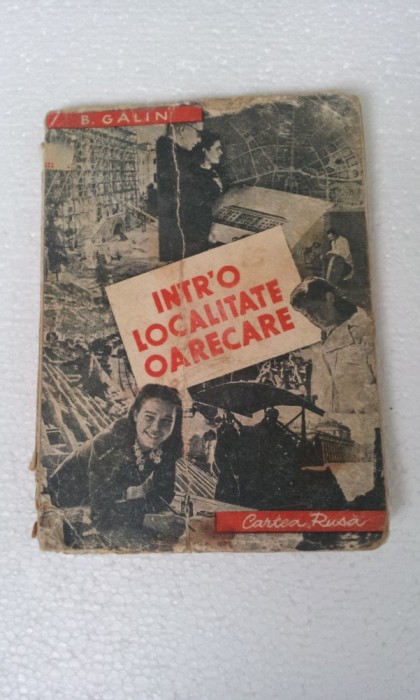 B. GALIN
INTR'O
LOCALITATE
OARECARE
Cartea Rusă